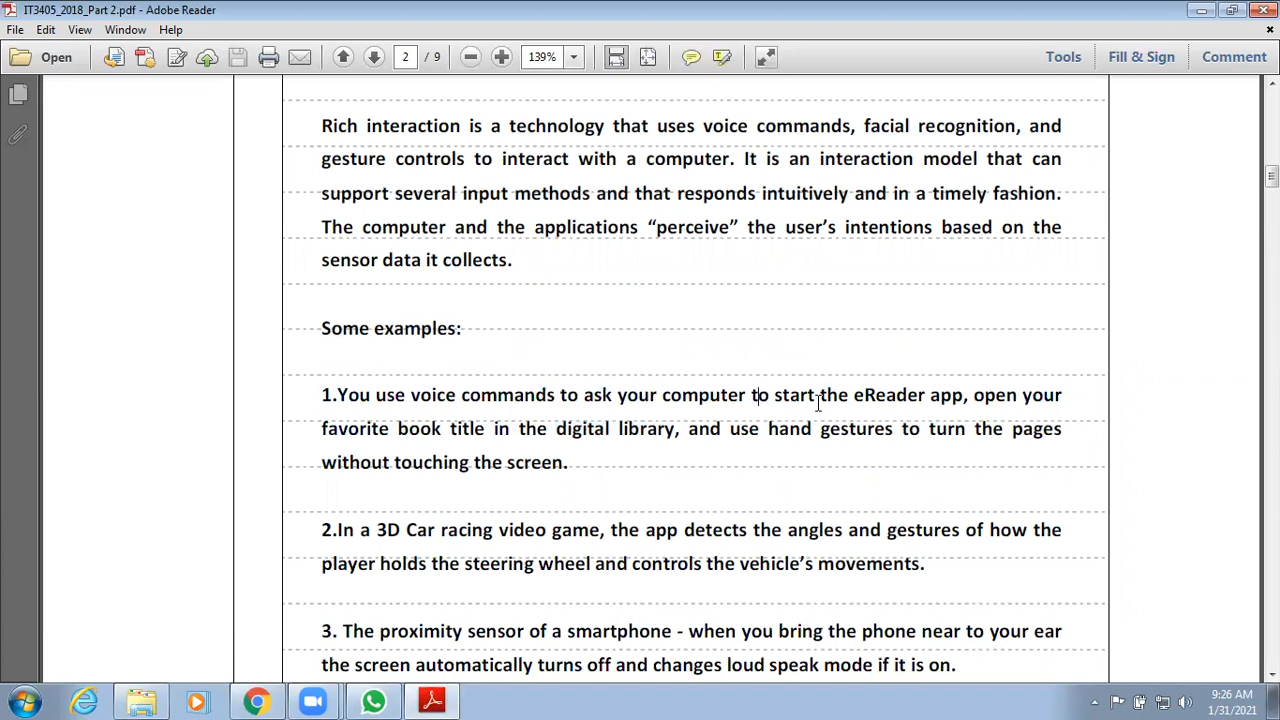 IT3405_2018_Part 2.pdf - Adobe Reader
File Edit View Window Help
Open 2 / 9 139% Tools Fill & Sign Comment
Rich interaction is a technology that uses voice commands, facial recognition, and
gesture controls to interact with a computer. It is an interaction model that can
support several input methods and that responds intuitively and in a timely fashion.
The computer and the applications “perceive” the user’s intentions based on the
sensor data it collects.
Some examples:
1.You use voice commands to ask your computer to start the eReader app, open your
favorite book title in the digital library, and use hand gestures to turn the pages
without touching the screen.
2.In a 3D Car racing video game, the app detects the angles and gestures of how the
player holds the steering wheel and controls the vehicle’s movements.
3. The proximity sensor of a smartphone - when you bring the phone near to your ear
the screen automatically turns off and changes loud speak mode if it is on.
9:26 AM
1/31/2021